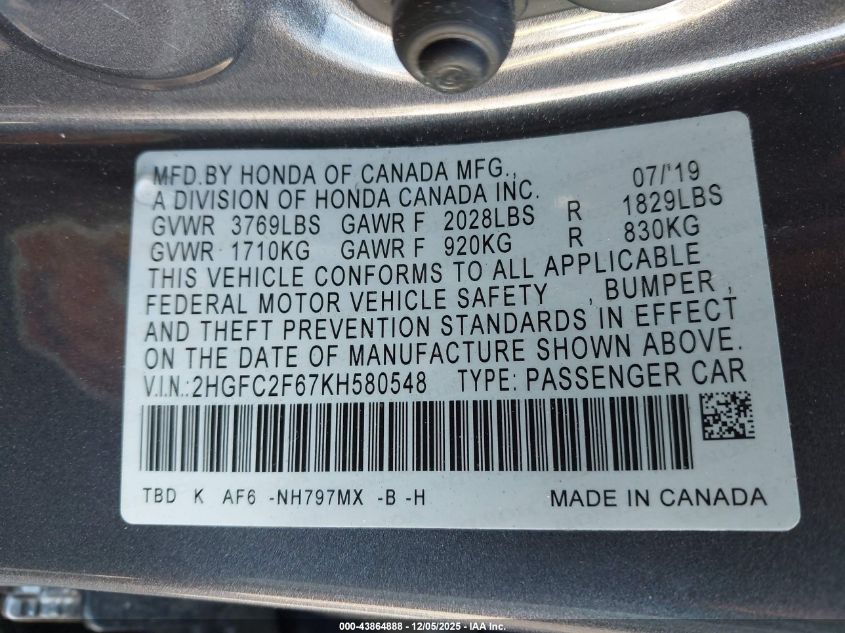 MFD.BY HONDA OF CANADA MFG., 07/'19
A DIVISION OF HONDA CANADA INC.
GVWR 3769LBS GAWR F 2028LBS R 1829LBS
GVWR 1710KG GAWR F 920KG R 830KG
THIS VEHICLE CONFORMS TO ALL APPLICABLE
FEDERAL MOTOR VEHICLE SAFETY , BUMPER ,
AND THEFT PREVENTION STANDARDS IN EFFECT
ON THE DATE OF MANUFACTURE SHOWN ABOVE.
V.I.N.:2HGFC2F67KH580548 TYPE: PASSENGER CAR
TBD K AF6 -NH797MX -B -H MADE IN CANADA
000-43864888 - 12/05/2025 - IAA Inc.